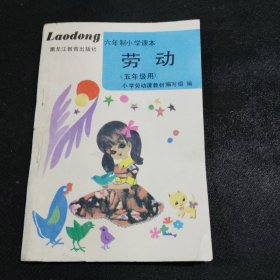 Laodong
黑龙江教育出版社
六年制小学课本
劳动
(五年级用)
小学劳动课教材编写组 编